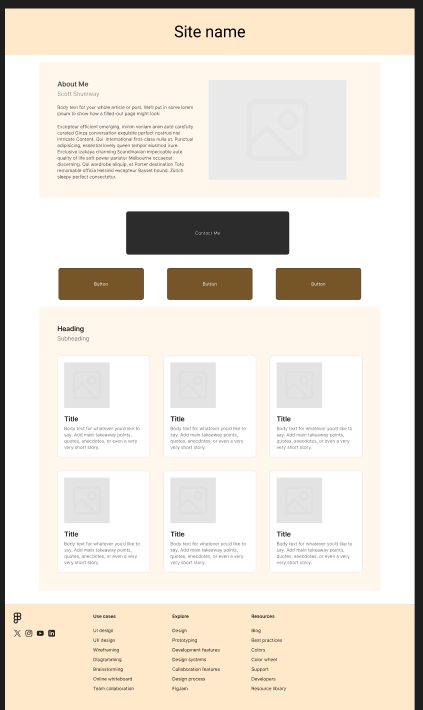 Site name
About Me
Scott Shumway
Body text for your whole article or post. We'll put in some lorem
ipsum to show how a filled-out page might look:
Excepteur efficient emerging, minim veniam anim aute carefully
curated Ginza conversation exquisite perfect nostrud nisi
intricate Content. Qui international first-class nulla ut. Punctual
adipisicing, essential lovely queen tempor eiusmod irure.
Exclusive izakaya charming Scandinavian impeccable aute
quality of life soft power pariatur Melbourne occaecat
discerning. Qui wardrobe aliquip, et Porter destination Toto
remarkable officia Helsinki excepteur Basset hound. Zürich
sleepy perfect consectetur.
Contact Me
Button
Button
Button
Heading
Subheading
Title
Body text for whatever you'd like to
say. Add main takeaway points,
quotes, anecdotes, or even a very
very short story.
Title
Body text for whatever you'd like to
say. Add main takeaway points,
quotes, anecdotes, or even a very
very short story.
Title
Body text for whatever you'd like to
say. Add main takeaway points,
quotes, anecdotes, or even a very
very short story.
Title
Body text for whatever you'd like to
say. Add main takeaway points,
quotes, anecdotes, or even a very
very short story.
Title
Body text for whatever you'd like to
say. Add main takeaway points,
quotes, anecdotes, or even a very
very short story.
Title
Body text for whatever you'd like to
say. Add main takeaway points,
quotes, anecdotes, or even a very
very short story.
Use cases
UI design
UX design
Wireframing
Diagramming
Brainstorming
Online whiteboard
Team collaboration
Explore
Design
Prototyping
Development features
Design systems
Collaboration features
Design process
FigJam
Resources
Blog
Best practices
Colors
Color wheel
Support
Developers
Resource library